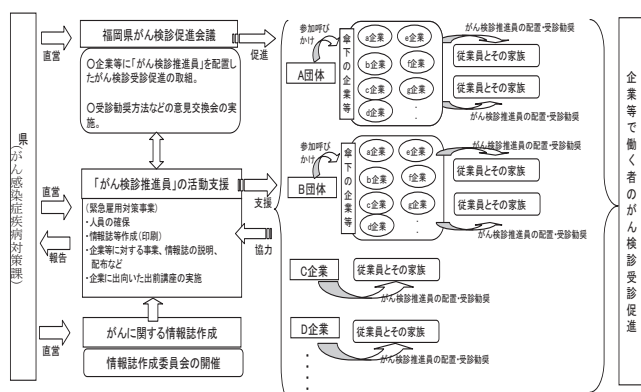 県(がん感染症疾病対策課)
直営
福岡県がん検診促進会議
〇企業等に「がん検診推進員」を配置し
たがん検診受診促進の取組。
〇受診勧奨方法などの意見交換会の実
施。
促進
直営
報告
「がん検診推進員」の活動支援
(緊急雇用対策事業)
・人員の確保
・情報誌等作成(印刷)
・企業等に対する事業、情報誌の説明、
配布など
・企業に出向いた出前講座の実施
支援
協力
直営
がんに関する情報誌作成
情報誌作成委員会の開催
参加呼び
かけ
A団体
傘下の企業等
a企業
e企業
b企業
f企業
c企業
g企業
d企業
:
がん検診推進員の配置・受診勧奨
従業員とその家族
従業員とその家族
がん検診推進員の配置・受診勧奨
参加呼び
かけ
B団体
傘下の企業等
a企業
e企業
b企業
f企業
c企業
g企業
d企業
:
がん検診推進員の配置・受診勧奨
従業員とその家族
従業員とその家族
がん検診推進員の配置・受診勧奨
C企業
従業員とその家族
がん検診推進員の配置・受診勧奨
D企業
従業員とその家族
がん検診推進員の配置・受診勧奨
・
・
・
・
・
企業等で働く者のがん検診受診促進